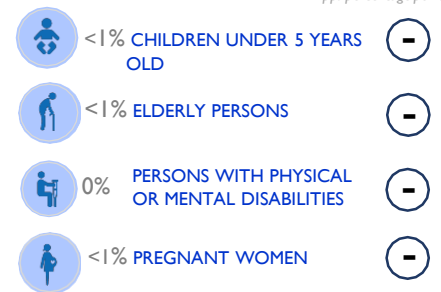 <1% CHILDREN UNDER 5 YEARS -
OLD
<1% ELDERLY PERSONS -
0% PERSONS WITH PHYSICAL
OR MENTAL DISABILITIES -
<1% PREGNANT WOMEN -